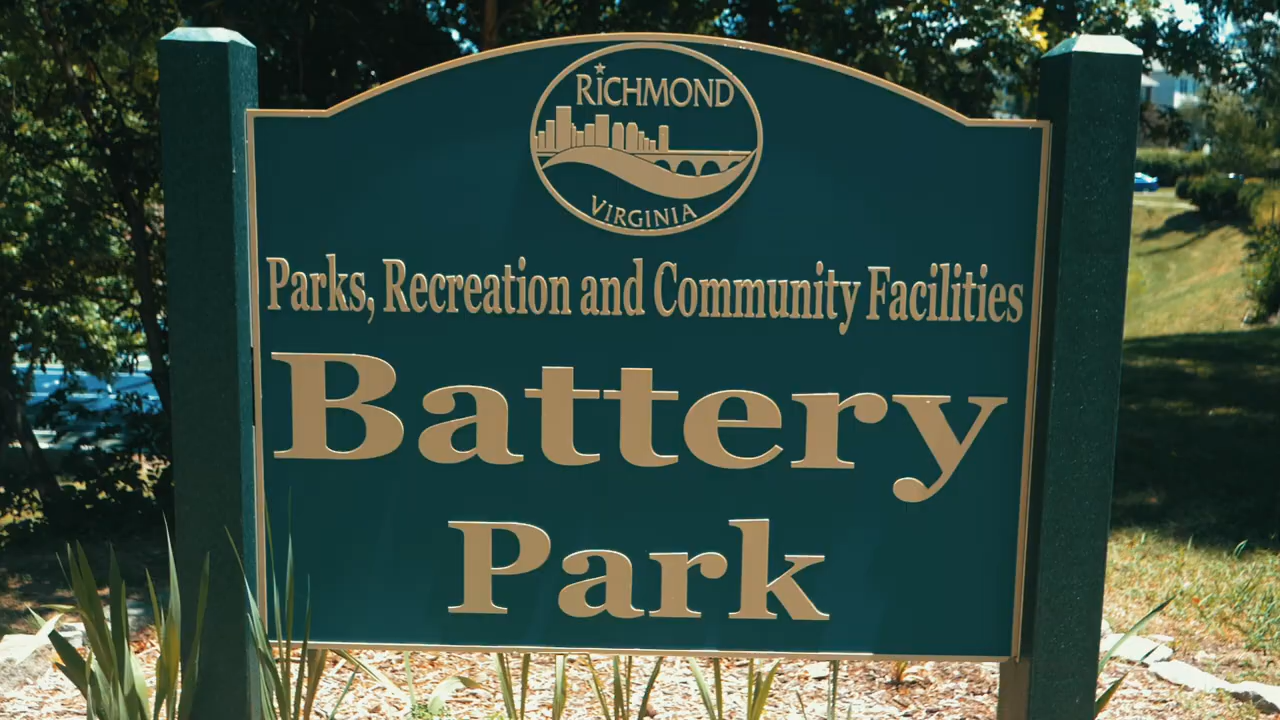 RICHMOND
VIRGINIA
Parks, Recreation and Community Facilities
Battery
Park